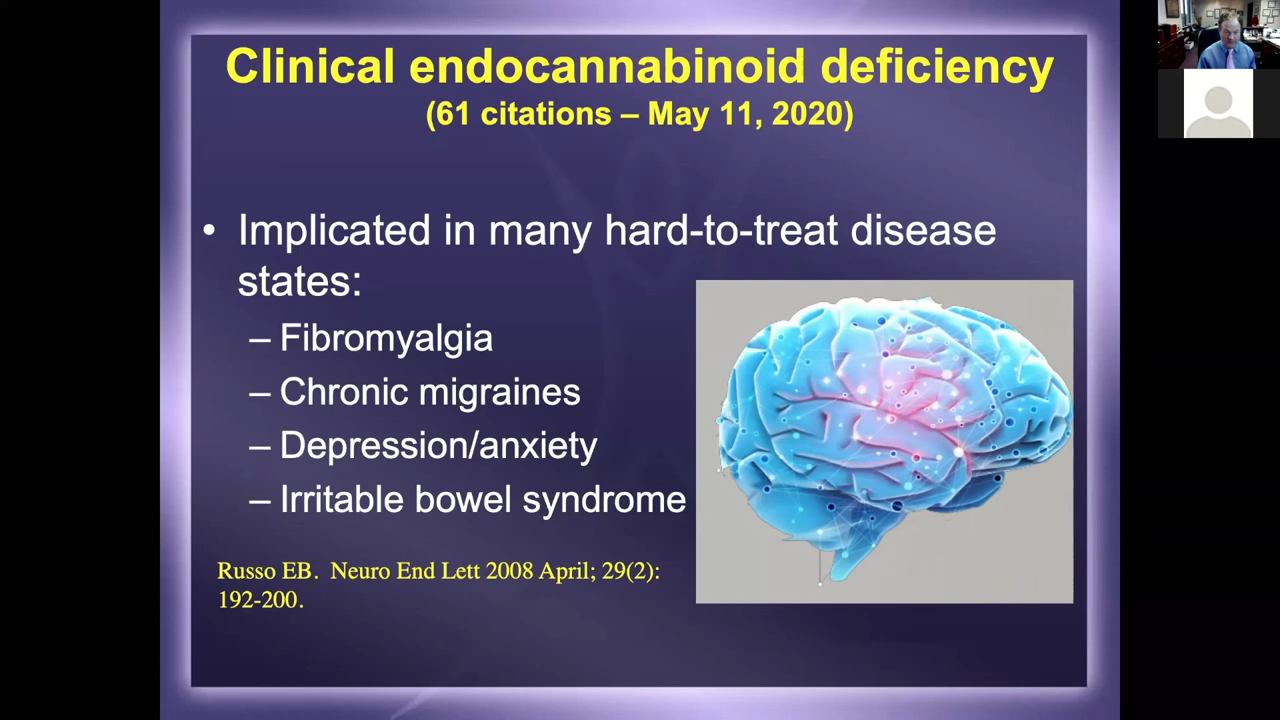 Clinical endocannabinoid deficiency
(61 citations – May 11, 2020)
• Implicated in many hard-to-treat disease
states:
– Fibromyalgia
– Chronic migraines
– Depression/anxiety
– Irritable bowel syndrome
Russo EB. Neuro End Lett 2008 April; 29(2):
192-200.